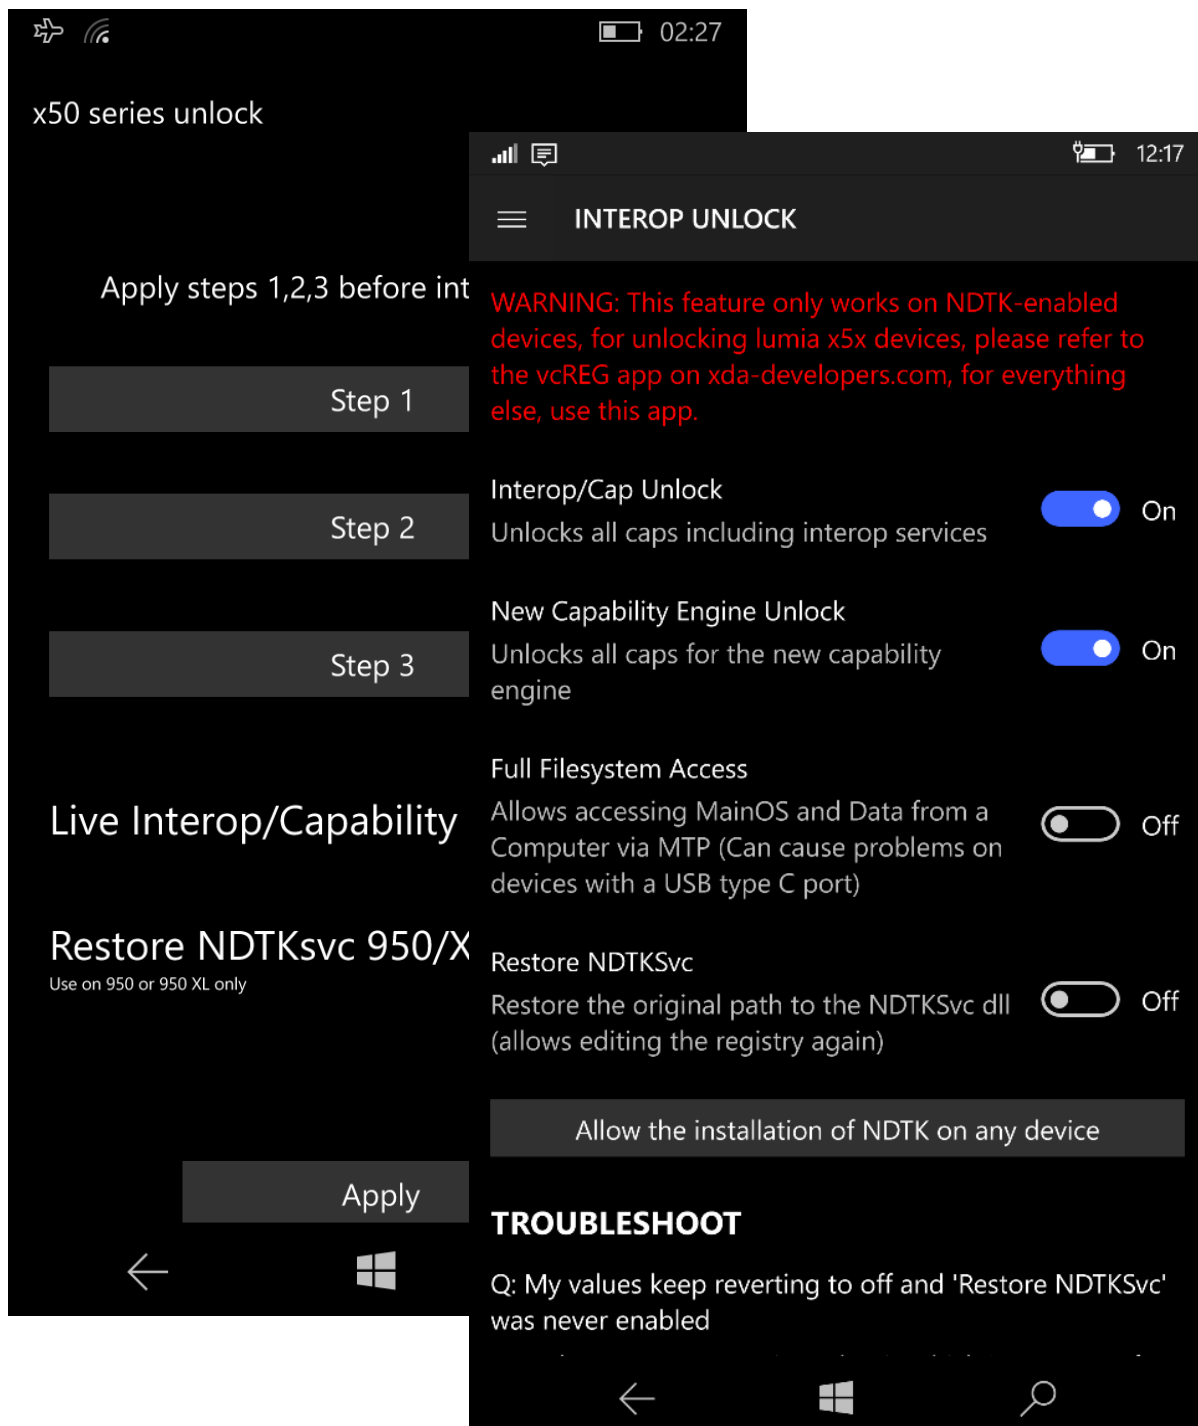 02:27
x50 series unlock
Apply steps 1,2,3 before int
Step 1
Step 2
Step 3
Live Interop/Capability
Restore NDTKsvc 950/X
Use on 950 or 950 XL only
Apply
12:17
INTEROP UNLOCK
WARNING: This feature only works on NDTK-enabled
devices, for unlocking lumia x5x devices, please refer to
the vcREG app on xda-developers.com, for everything
else, use this app.
Interop/Cap Unlock
On
Unlocks all caps including interop services
New Capability Engine Unlock
On
Unlocks all caps for the new capability
engine
Full Filesystem Access
Allows accessing MainOS and Data from a
Off
Computer via MTP (Can cause problems on
devices with a USB type C port)
Restore NDTKSvc
Restore the original path to the NDTKSvc dll
Off
(allows editing the registry again)
Allow the installation of NDTK on any device
TROUBLESHOOT
Q: My values keep reverting to off and 'Restore NDTKSvc'
was never enabled